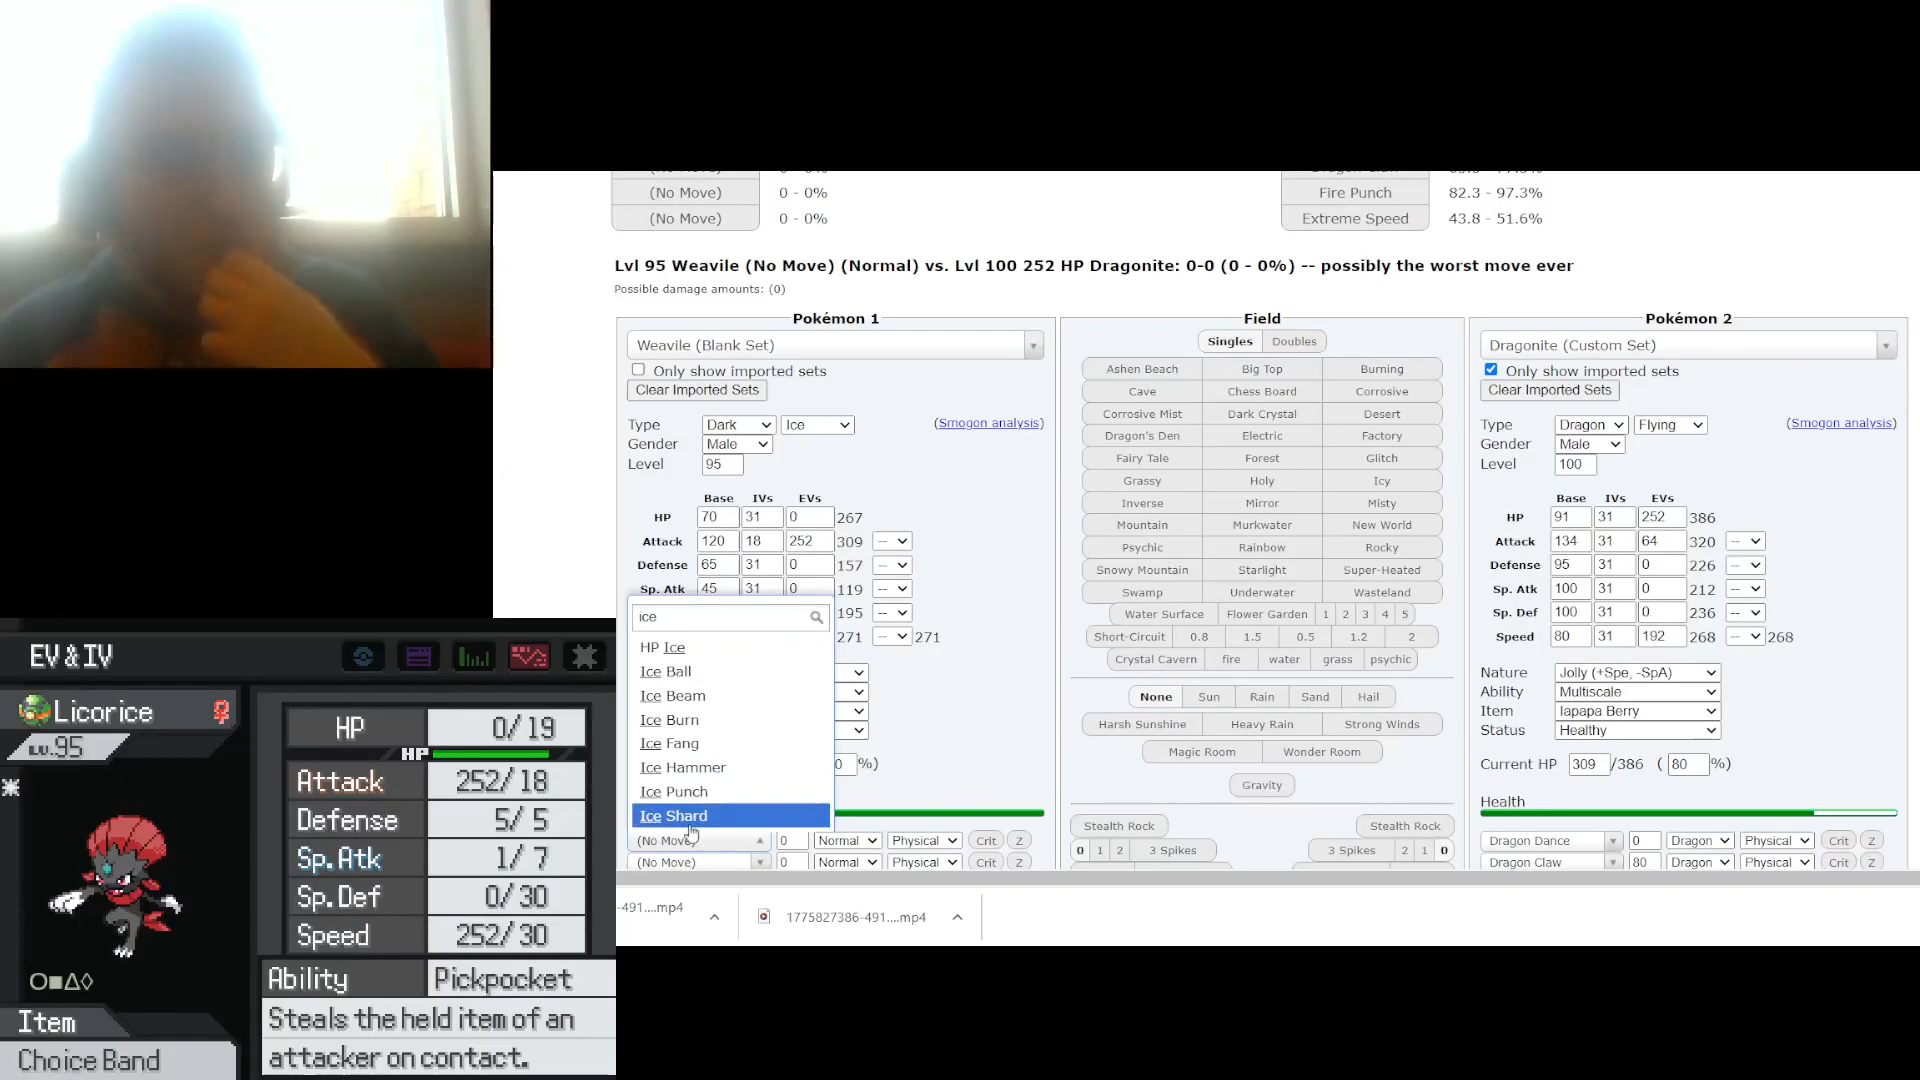 (No Move) 0 - 0%
(No Move) 0 - 0%
Fire Punch 82.3 - 97.3%
(No Move) 0 - 0%
Extreme Speed 43.8 - 51.6%
Lvl 95 Weavile (No Move) (Normal) vs. Lvl 100 252 HP Dragonite: 0-0 (0 - 0%) -- possibly the worst move ever
Possible damage amounts: (0)
Pokémon 1
Weavile (Blank Set)
Only show imported sets
Clear Imported Sets
Type Dark Ice (Smogon analysis)
Gender Male
Level 95
Base IVs EVs
HP 70 31 0 267
Attack 120 18 252 309 --
Defense 65 31 0 157 --
Sp. Atk 45 31 0 119 --
195 --
271 -- 271
ice
HP Ice
Ice Ball
Ice Beam
Ice Burn
Ice Fang
Ice Hammer
Ice Punch
Ice Shard
0 %)
(No Move) 0 Normal Physical Crit Z
(No Move) 0 Normal Physical Crit Z
Field
Singles Doubles
Ashen Beach Big Top Burning
Cave Chess Board Corrosive
Corrosive Mist Dark Crystal Desert
Dragon's Den Electric Factory
Fairy Tale Forest Glitch
Grassy Holy Icy
Inverse Mirror Misty
Mountain Murkwater New World
Psychic Rainbow Rocky
Snowy Mountain Starlight Super-Heated
Swamp Underwater Wasteland
Water Surface Flower Garden 1 2 3 4 5
Short-Circuit 0.8 1.5 0.5 1.2 2
Crystal Cavern fire water grass psychic
None Sun Rain Sand Hail
Harsh Sunshine Heavy Rain Strong Winds
Magic Room Wonder Room
Gravity
Stealth Rock Stealth Rock
0 1 2 3 Spikes 3 Spikes 2 1 0
Pokémon 2
Dragonite (Custom Set)
Only show imported sets
Clear Imported Sets
Type Dragon Flying (Smogon analysis)
Gender Male
Level 100
Base IVs EVs
HP 91 31 252 386
Attack 134 31 64 320 --
Defense 95 31 0 226 --
Sp. Atk 100 31 0 212 --
Sp. Def 100 31 0 236 --
Speed 80 31 192 268 -- 268
Nature Jolly (+Spe, -SpA)
Ability Multiscale
Item Iapapa Berry
Status Healthy
Current HP 309 /386 ( 80 %)
Health
Dragon Dance 0 Dragon Physical Crit Z
Dragon Claw 80 Dragon Physical Crit Z
-491....mp4
1775827386-491....mp4
EV & IV
Licorice ♀
Lv.95
HP 0/19
HP
Attack 252/18
Defense 5/5
Sp.Atk 1/7
Sp.Def 0/30
Speed 252/30
Ability Pickpocket
Steals the held item of an
attacker on contact.
Item
Choice Band